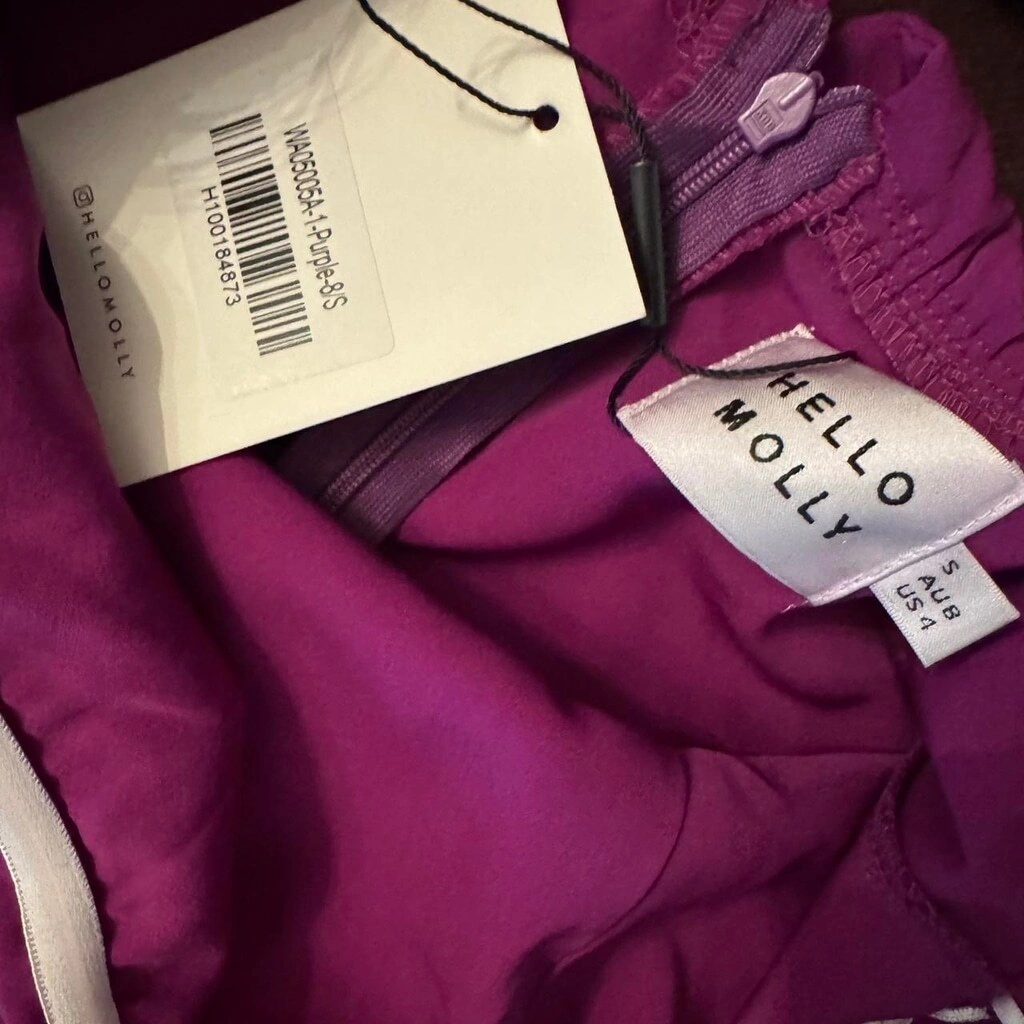 WA05005A-1-Purple-8/S
H100184873
HELLOMOLLY
HELLO
MOLLY
S
AU8
US 4